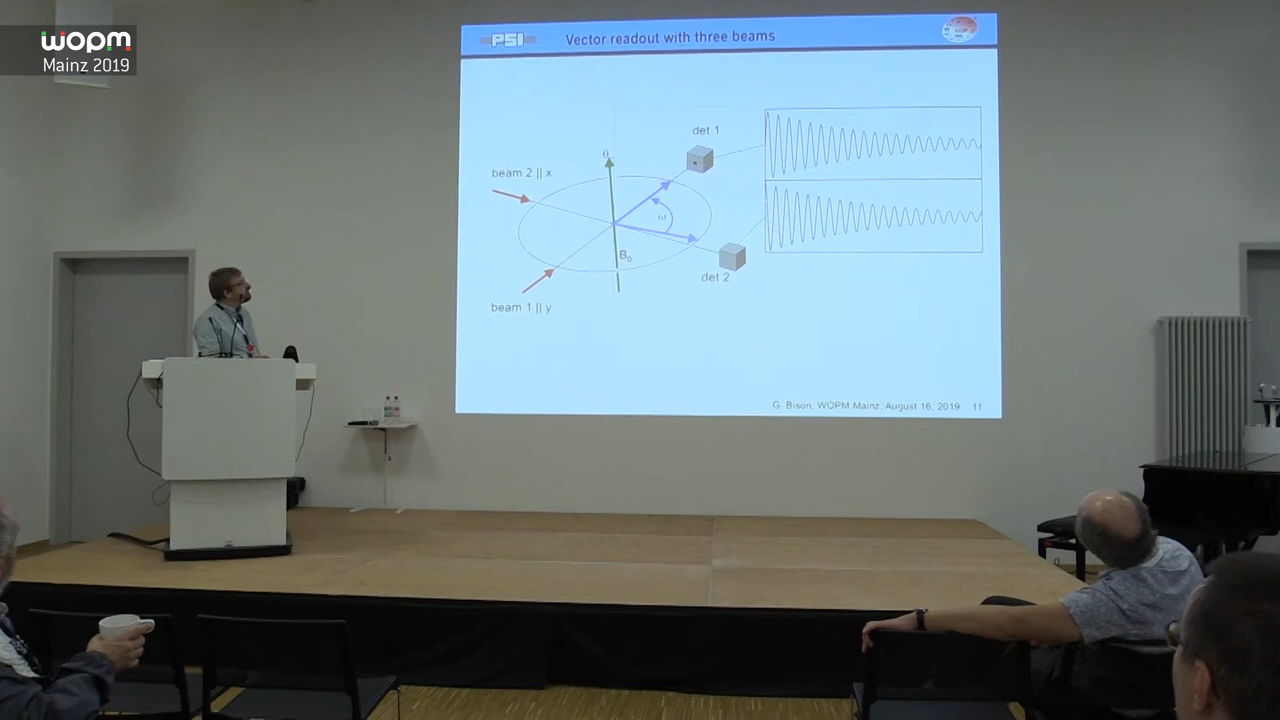 wopm
Mainz 2019
PSI
Vector readout with three beams
det 1
θ
beam 2 || x
ω
B₀
det 2
beam 1 || y
G. Bison, WOPM Mainz, August 16, 2019 11